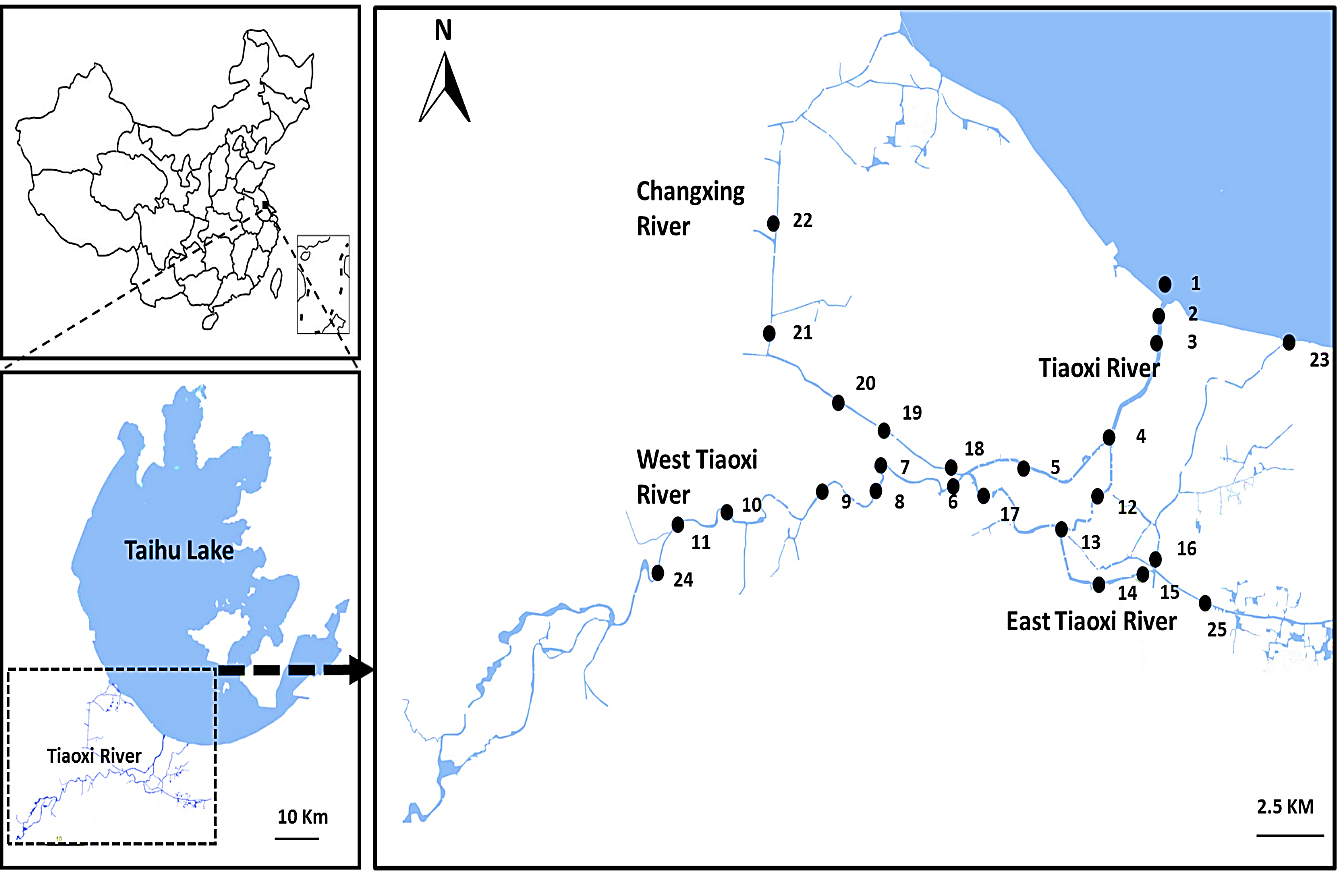 N
Changxing
River
22
1
2
3
23
21
Tiaoxi River
20
19
4
West Tiaoxi
River
18
5
7
6
8
9
10
11
17
12
13
16
24
14
15
East Tiaoxi River
25
2.5 KM
Taihu Lake
Tiaoxi River
10 Km